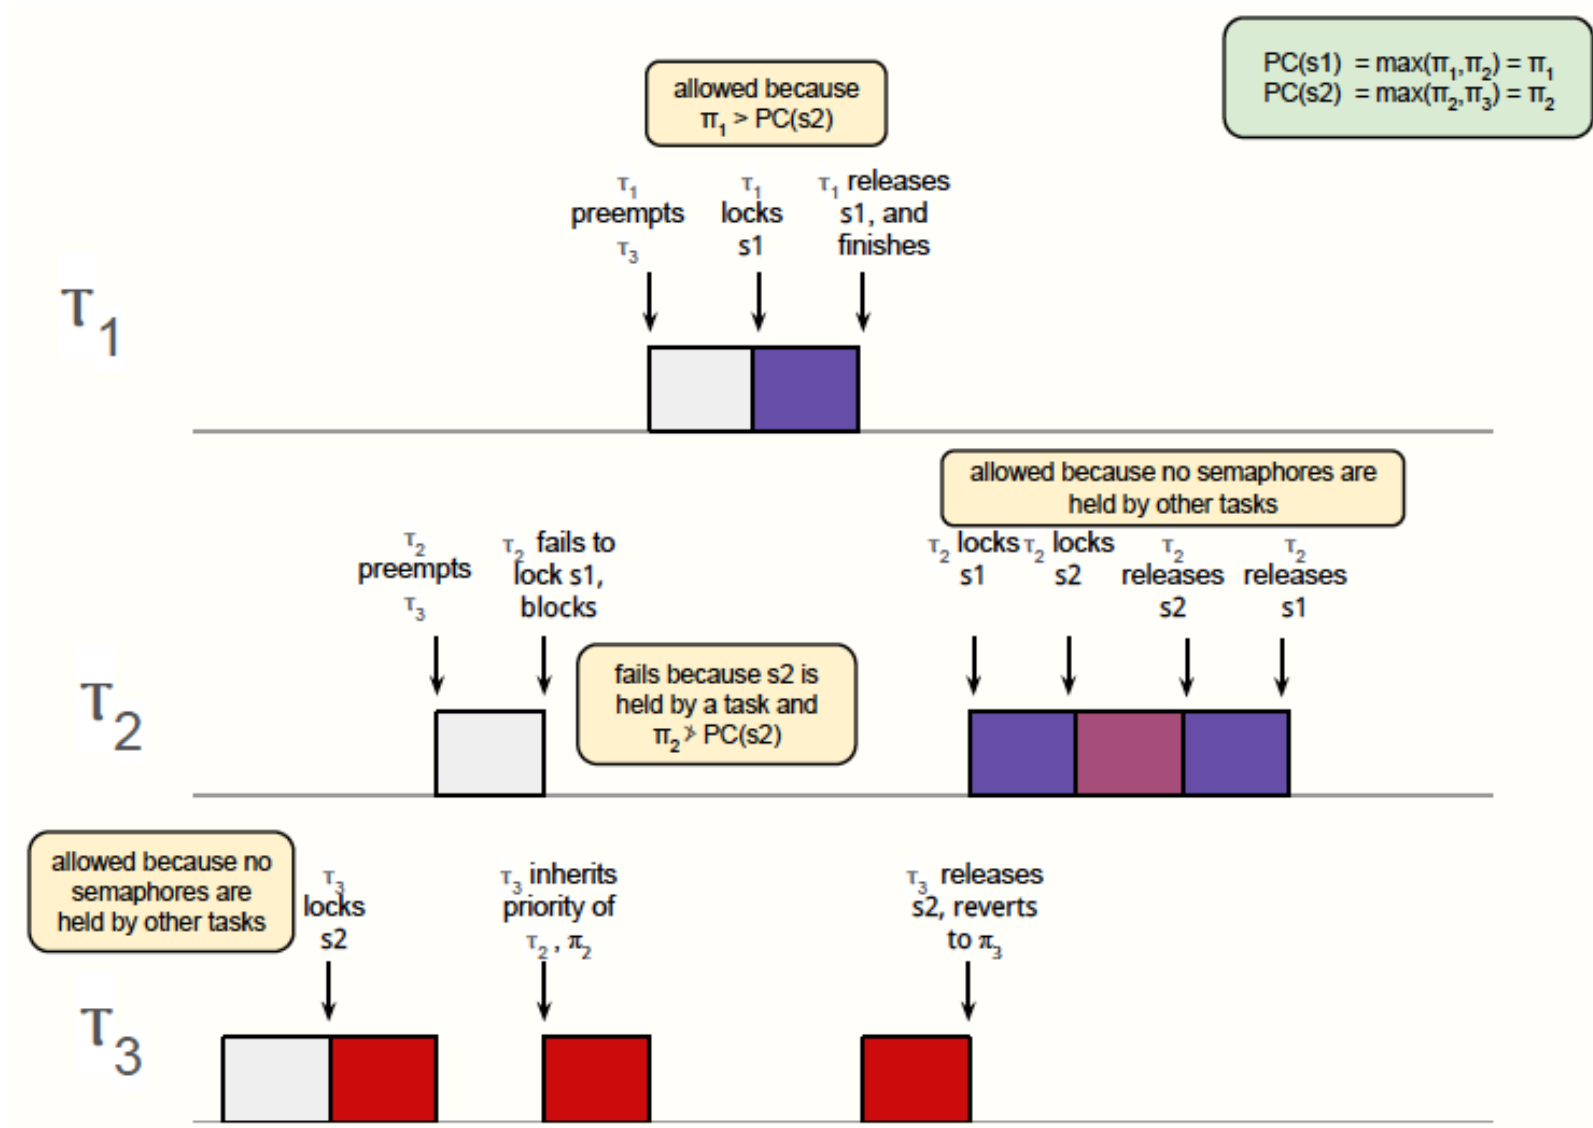 PC(s1) = max(π₁,π₂) = π₁
PC(s2) = max(π₂,π₃) = π₂
allowed because
π₁ > PC(s2)
τ₁
preempts
τ₃
τ₁
locks
s1
τ₁ releases
s1, and
finishes
τ₁
allowed because no semaphores are
held by other tasks
τ₂
preempts
τ₃
τ₂ fails to
lock s1,
blocks
τ₂ locks
s1
τ₂ locks
s2
τ₂
releases
s2
τ₂
releases
s1
fails because s2 is
held by a task and
π₂ ≯ PC(s2)
τ₂
allowed because no
semaphores are
held by other tasks
τ₃
locks
s2
τ₃ inherits
priority of
τ₂ , π₂
τ₃ releases
s2, reverts
to π₃
τ₃